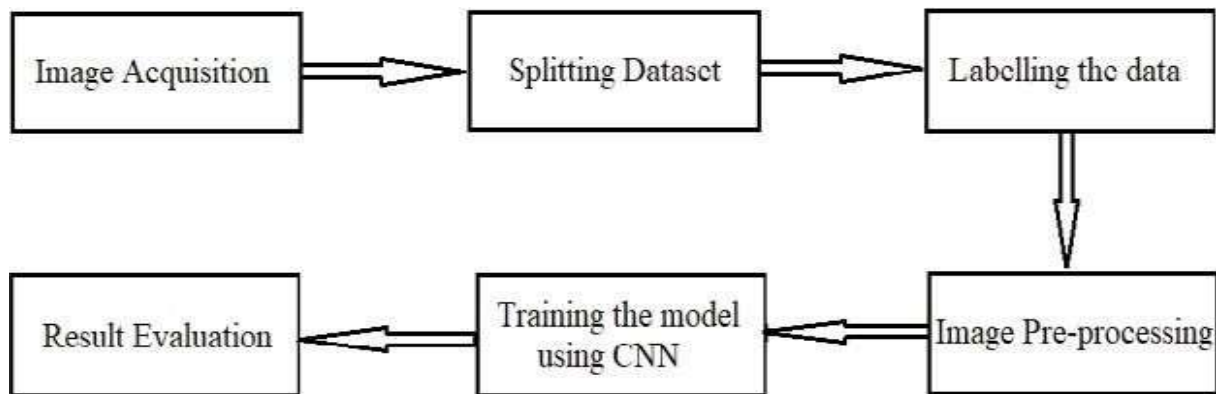 Image Acquisition
Splitting Dataset
Labelling the data
Image Pre-processing
Training the model
using CNN
Result Evaluation